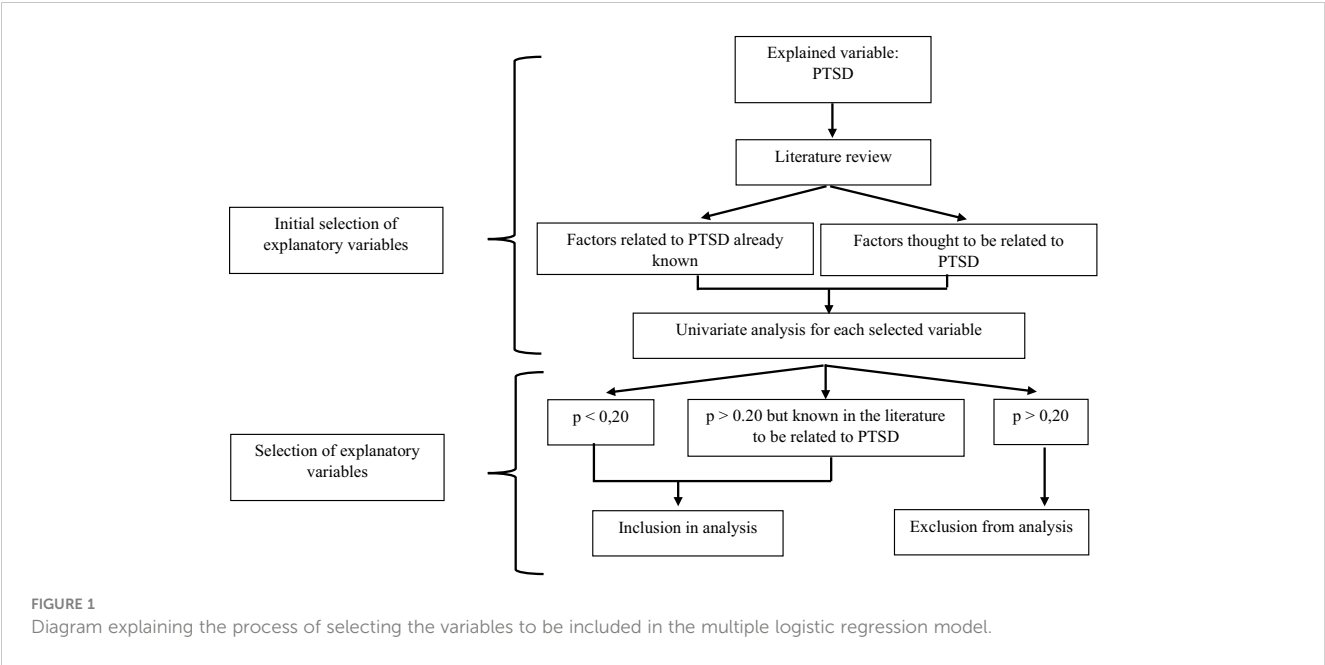 Explained variable:
PTSD
Literature review
Initial selection of
explanatory variables
Factors related to PTSD already
known
Factors thought to be related to
PTSD
Univariate analysis for each selected variable
p < 0,20
p > 0.20 but known in the literature
to be related to PTSD
p > 0,20
Selection of explanatory
variables
Inclusion in analysis
Exclusion from analysis
FIGURE 1
Diagram explaining the process of selecting the variables to be included in the multiple logistic regression model.